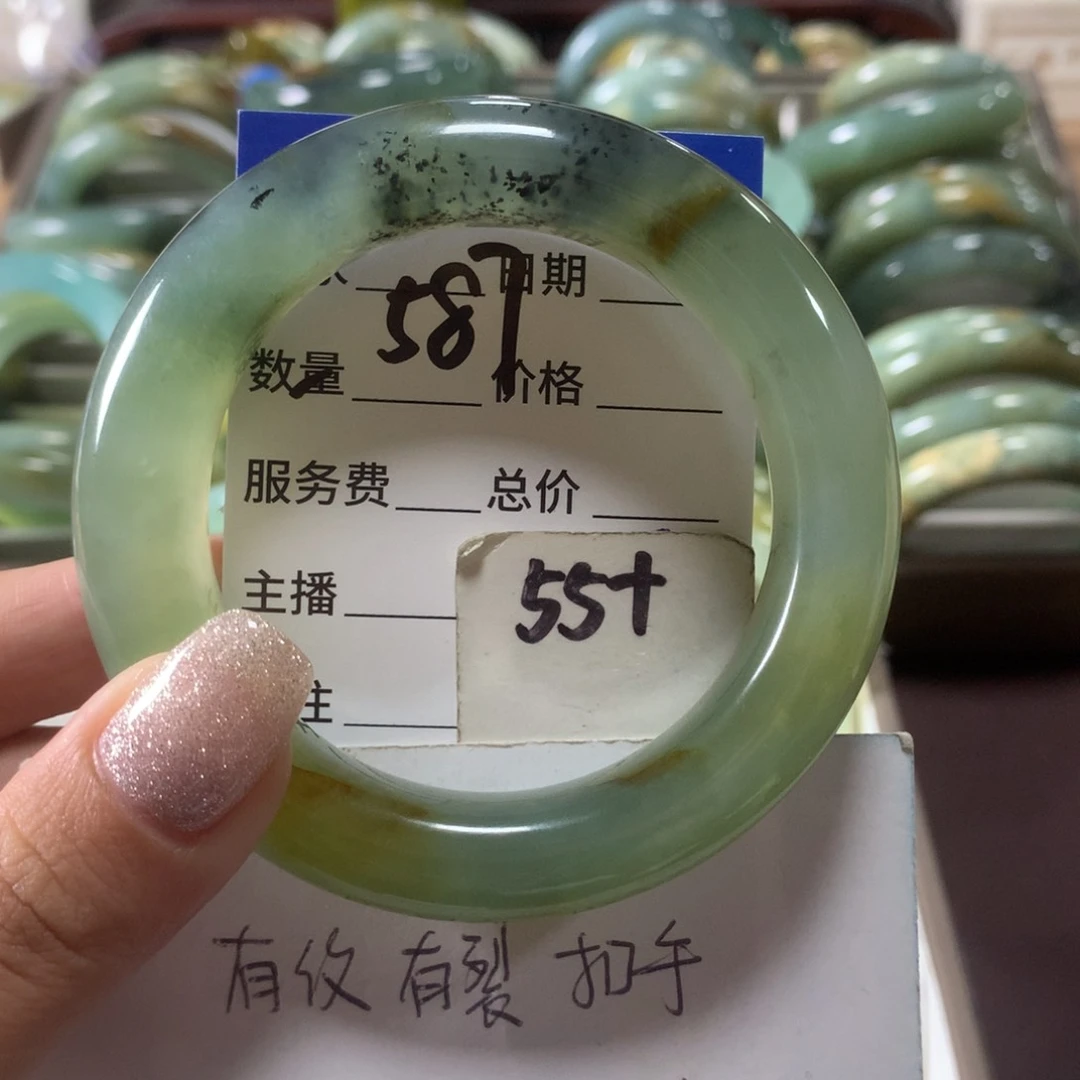 日期
587
数量 价格
服务费 总价
主播
55+
注
有纹 有裂 扣手